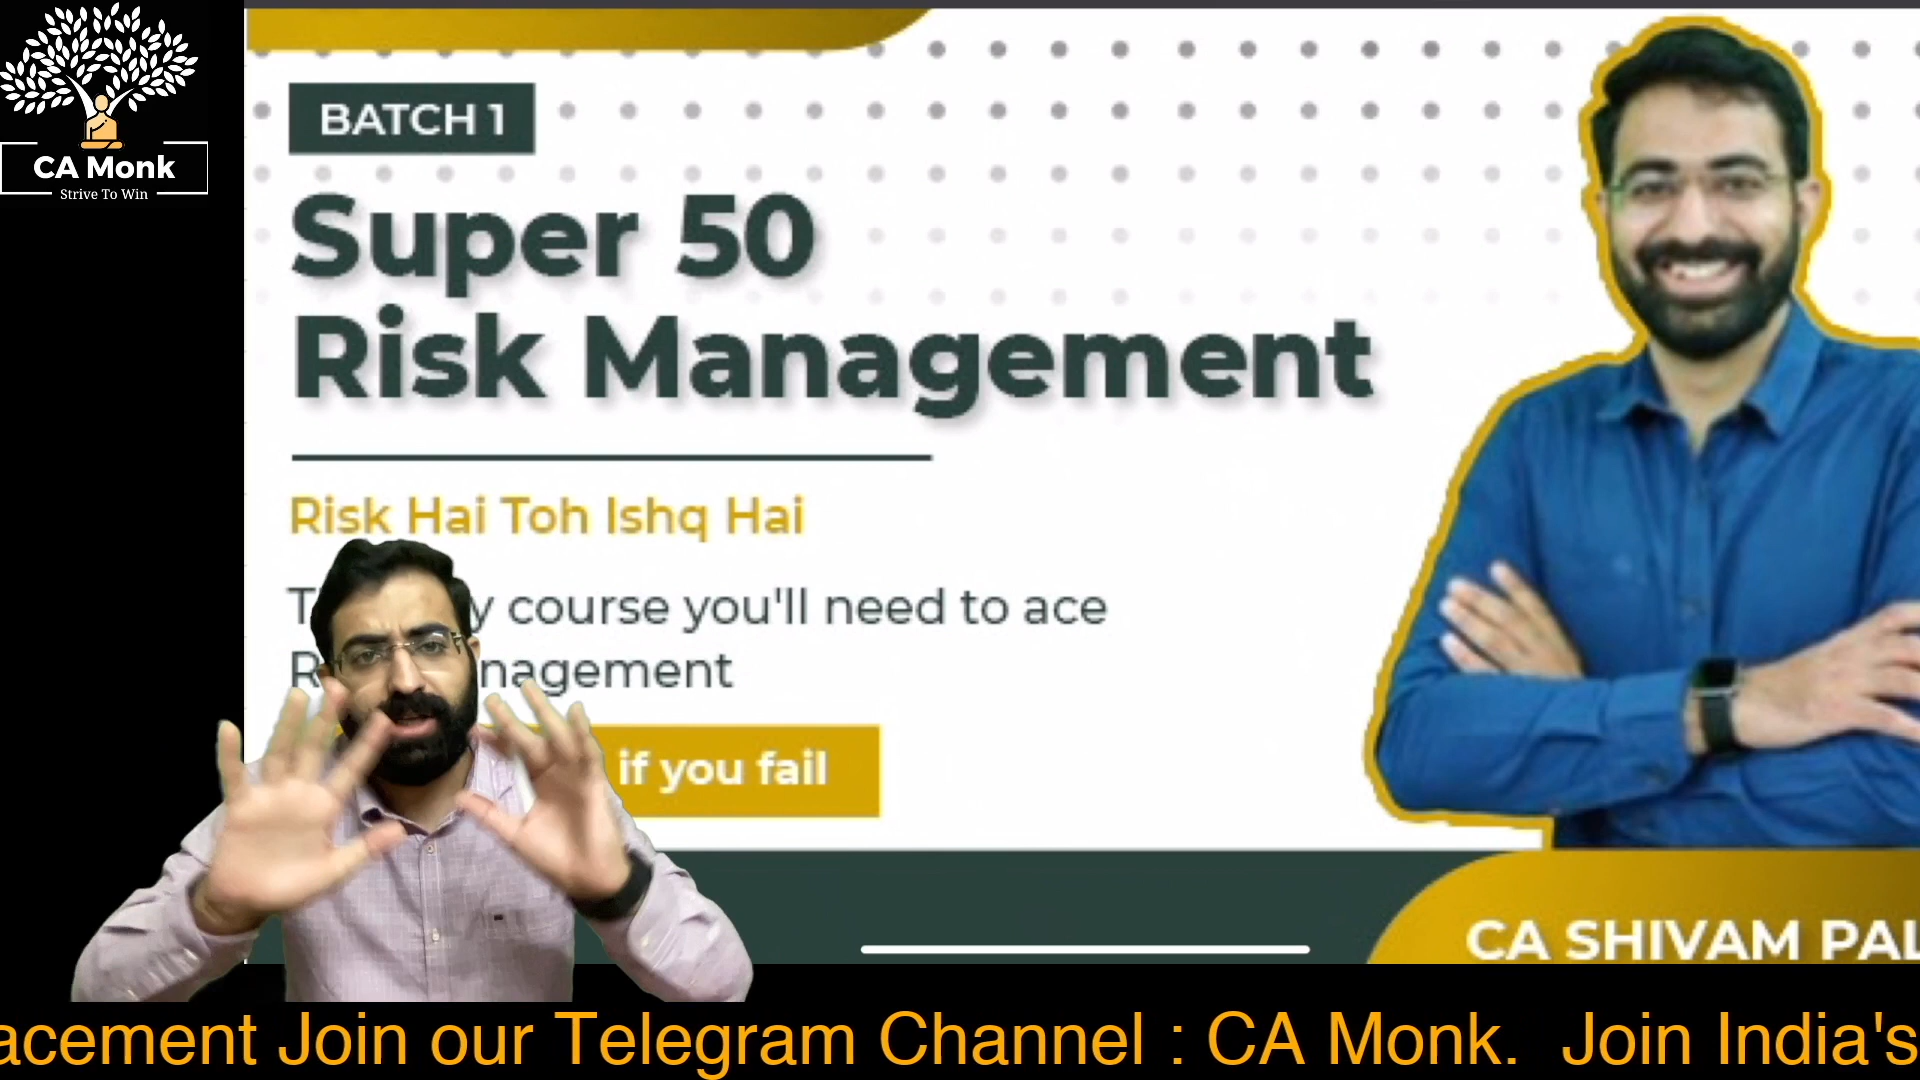 CA Monk
Strive To Win
BATCH 1
Super 50
Risk Management
Risk Hai Toh Ishq Hai
course you'll need to ace
if you fail
CA SHIVAM PAL
acement Join our Telegram Channel : CA Monk. Join India's